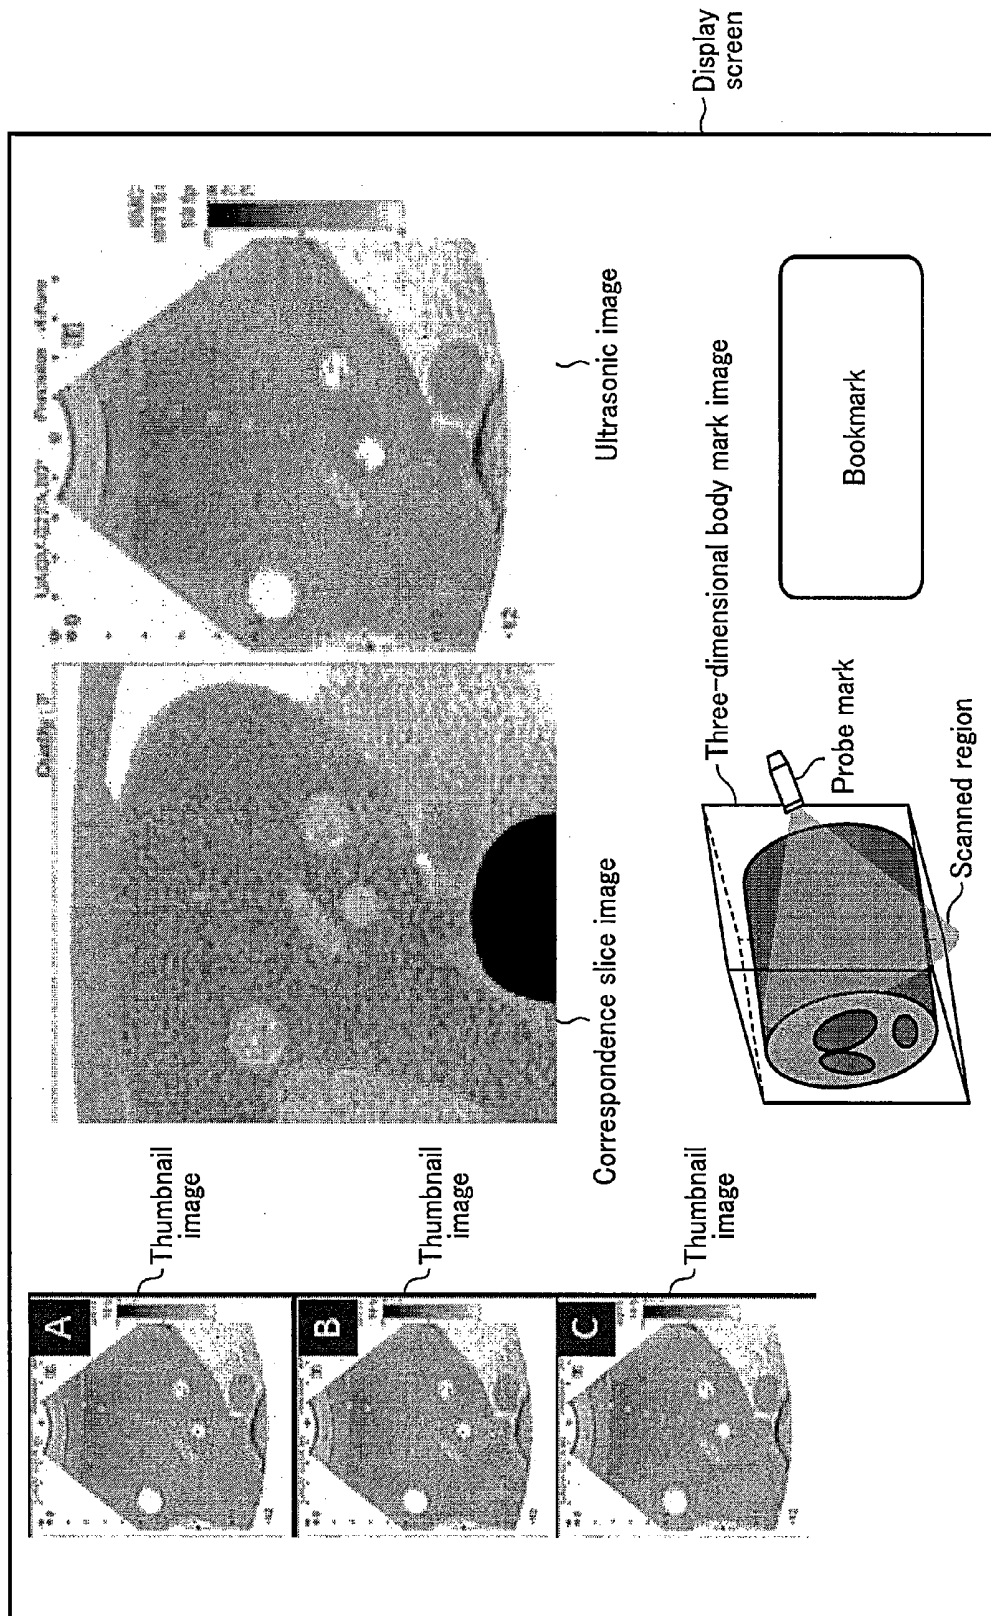 A
Thumbnail
image
B
Thumbnail
image
C
Thumbnail
image
Correspondence slice image
Ultrasonic image
Three-dimensional body mark image
Probe mark
Scanned region
Bookmark
Display
screen